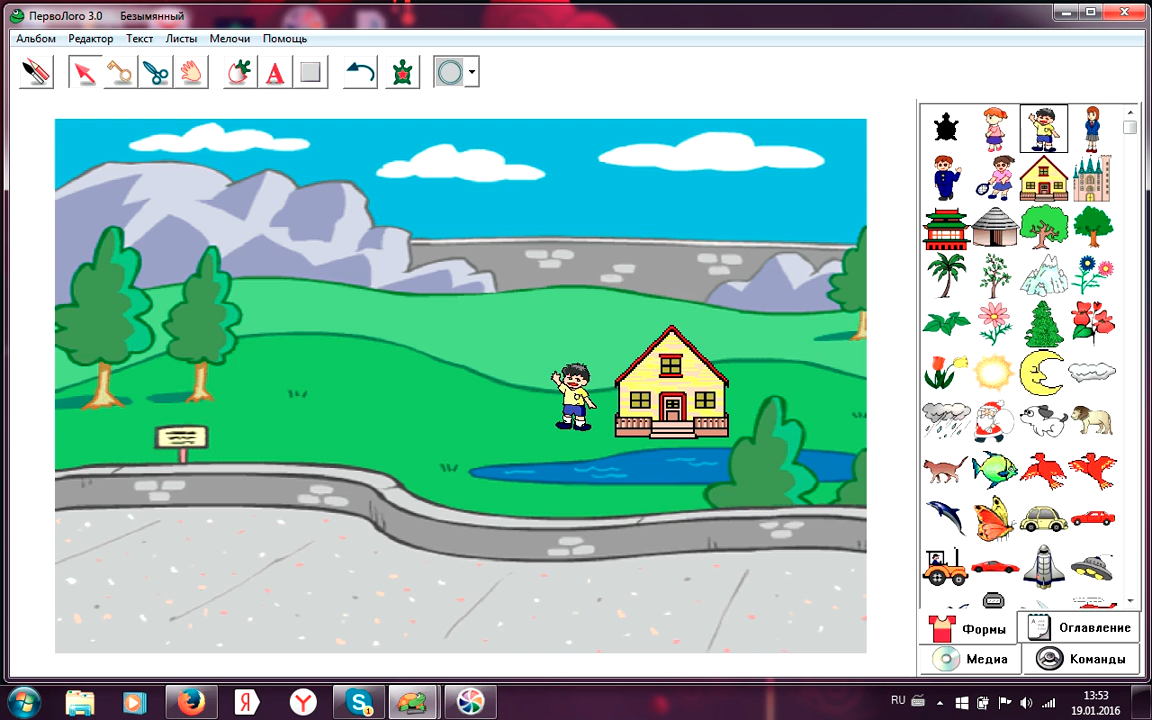 ПервоЛого 3.0 Безымянный
Альбом Редактор Текст Листы Мелочи Помощь
A
Формы
Оглавление
Медиа
Команды
Я
Y
S
1
RU
13:53
19.01.2016